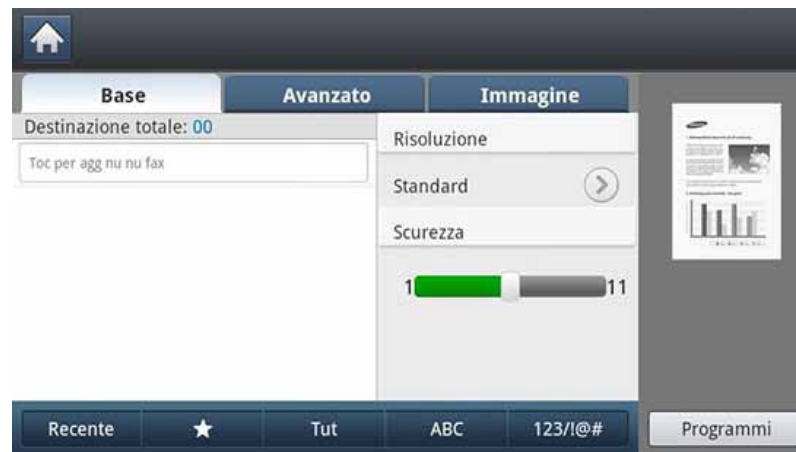 Base
Avanzato
Immagine
Destinazione totale: 00
Toc per agg nu nu fax
Risoluzione
Standard
Scurezza
1
11
Recente
Tut
ABC
123/!@#
Programmi